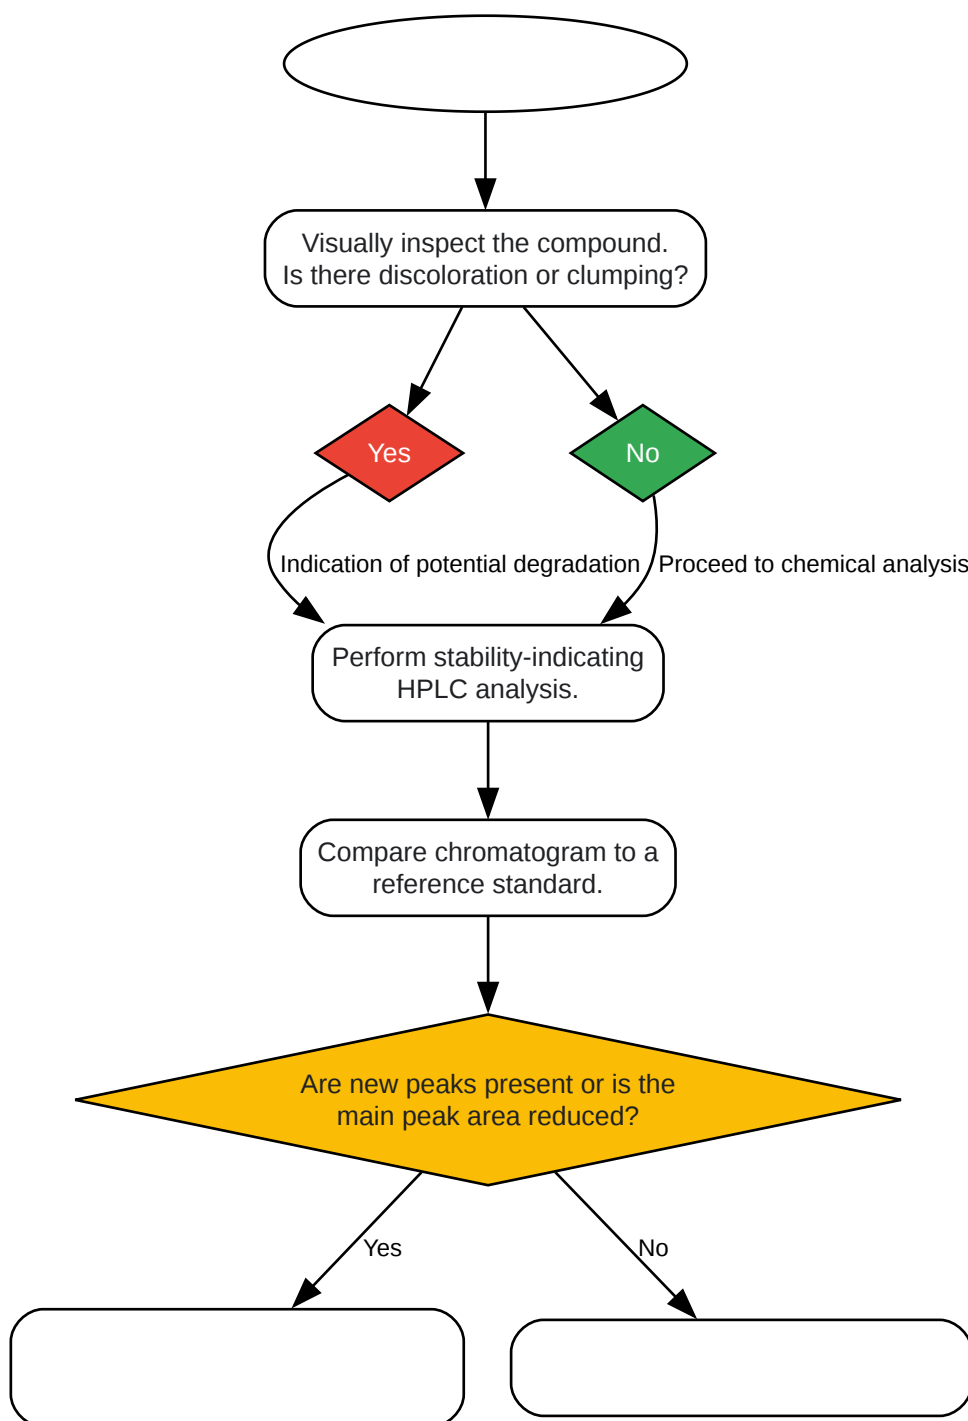 Visually inspect the compound.
Is there discoloration or clumping?
Yes
No
Indication of potential degradation
Proceed to chemical analysis
Perform stability-indicating
HPLC analysis.
Compare chromatogram to a
reference standard.
Are new peaks present or is the
main peak area reduced?
Yes
No